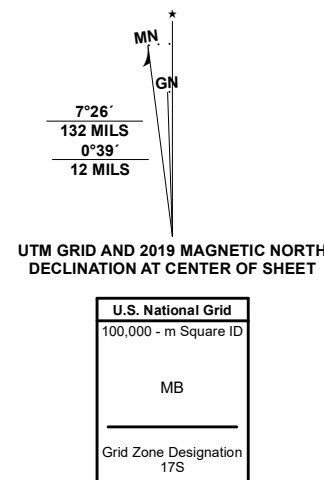 ★
MN
GN
7°26´
132 MILS
0°39´
12 MILS
UTM GRID AND 2019 MAGNETIC NORTH
DECLINATION AT CENTER OF SHEET
U.S. National Grid
100,000 - m Square ID
MB
Grid Zone Designation
17S